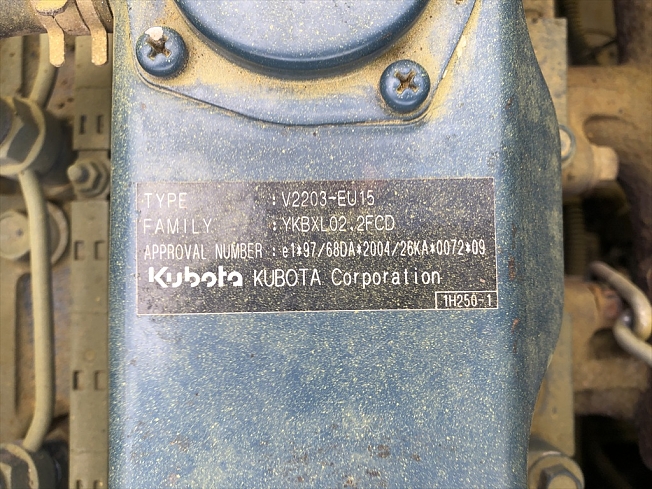 TYPE : V2203-EU15
FAMILY : YKBXL02.2FCD
APPROVAL NUMBER : e1*97/68DA*2004/26KA*0072*09
Kubota KUBOTA Corporation
1H250-1